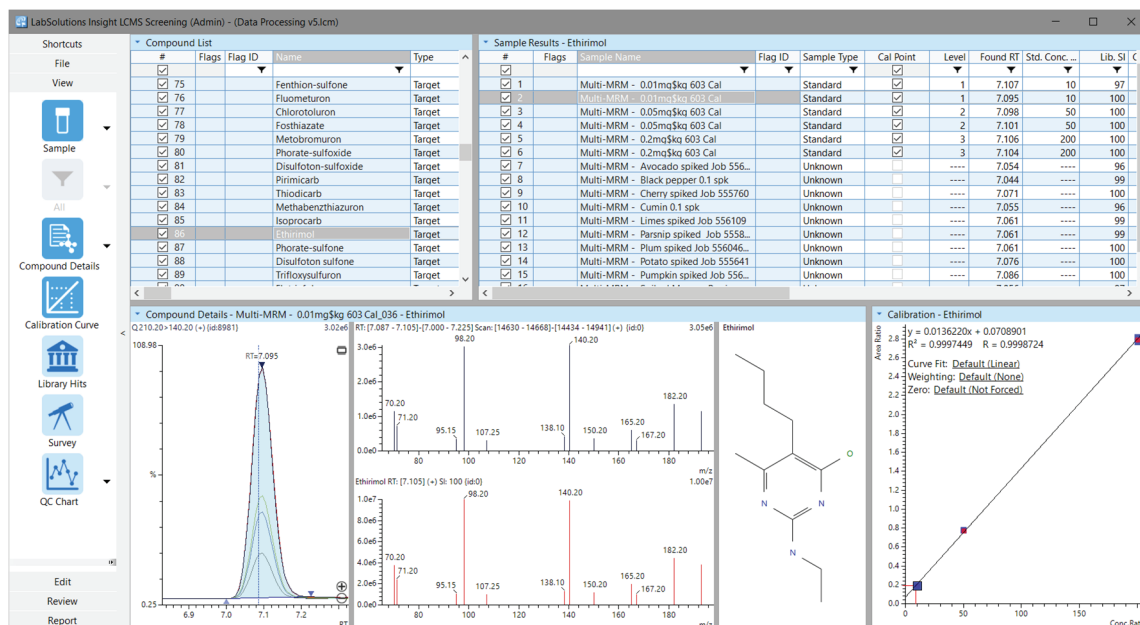 LabSolutions Insight LCMS Screening (Admin) - (Data Processing v5.lcm)
Shortcuts
File
View
Sample
All
Compound Details
Calibration Curve
Library Hits
Survey
QC Chart
Edit
Review
Report
Compound List
# Flags Flag ID Name Type
75 Fenthion-sulfone Target
76 Fluometuron Target
77 Chlorotoluron Target
78 Fosthiazate Target
79 Metobromuron Target
80 Phorate-sulfoxide Target
81 Disulfoton-sulfoxide Target
82 Pirimicarb Target
83 Thiodicarb Target
84 Methabenzthiazuron Target
85 Isoprocarb Target
86 Ethirimol Target
87 Phorate-sulfone Target
88 Disulfoton sulfone Target
89 Trifloxysulfuron Target
Sample Results - Ethirimol
# Flags Sample Name Flag ID Sample Type Cal Point Level Found RT Std. Conc. ... Lib. SI
1 Multi-MRM - 0.01mg$kg 603 Cal Standard 1 7.107 10 97
2 Multi-MRM - 0.01mg$kg 603 Cal Standard 1 7.095 10 100
3 Multi-MRM - 0.05mg$kg 603 Cal Standard 2 7.098 50 100
4 Multi-MRM - 0.05mg$kg 603 Cal Standard 2 7.101 50 100
5 Multi-MRM - 0.2mg$kg 603 Cal Standard 3 7.106 200 100
6 Multi-MRM - 0.2mg$kg 603 Cal Standard 3 7.104 200 100
7 Multi-MRM - Avocado spiked Job 556... Unknown ---- 7.054 ---- 96
8 Multi-MRM - Black pepper 0.1 spk Unknown ---- 7.044 ---- 99
9 Multi-MRM - Cherry spiked Job 555760 Unknown ---- 7.071 ---- 100
10 Multi-MRM - Cumin 0.1 spk Unknown ---- 7.055 ---- 96
11 Multi-MRM - Limes spiked Job 556109 Unknown ---- 7.061 ---- 99
12 Multi-MRM - Parsnip spiked Job 5558... Unknown ---- 7.061 ---- 99
13 Multi-MRM - Plum spiked Job 556046... Unknown ---- 7.061 ---- 100
14 Multi-MRM - Potato spiked Job 555641 Unknown ---- 7.076 ---- 100
15 Multi-MRM - Pumpkin spiked Job 556... Unknown ---- 7.086 ---- 100
Compound Details - Multi-MRM - 0.01mg$kg 603 Cal_036 - Ethirimol
Q 210.20>140.20 (+) (id:8981) 3.02e6
108.98
RT=7.095
%
0.25
6.9 7.0 7.1 7.2
RT
RT: [7.087 - 7.105]-[7.000 - 7.225] Scan: [14630 - 14668]-[14434 - 14941] (+) (id:0) 3.05e6
3.0e6
2.0e6
1.0e6
0.0e0
70.20
71.20
95.15
98.20
107.25
138.10
140.20
150.20
165.20
167.20
182.20
80 100 120 140 160 180
m/z
Ethirimol RT: [7.105] (+) SI: 100 (id:0) 1.00e7
1.0e7
8.0e6
6.0e6
4.0e6
2.0e6
0.0e0
70.20
71.20
95.15
98.20
107.25
138.10
140.20
150.20
165.20
167.20
182.20
80 100 120 140 160 180
m/z
Ethirimol
O
N
N
N
Calibration - Ethirimol
y = 0.0136220x + 0.0708901
R² = 0.9997449 R = 0.9998724
Curve Fit: Default (Linear)
Weighting: Default (None)
Zero: Default (Not Forced)
Area Ratio
2.8
2.6
2.4
2.2
2.0
1.8
1.6
1.4
1.2
1.0
0.8
0.6
0.4
0.2
0.0
0 50 100 150
Conc. Rati